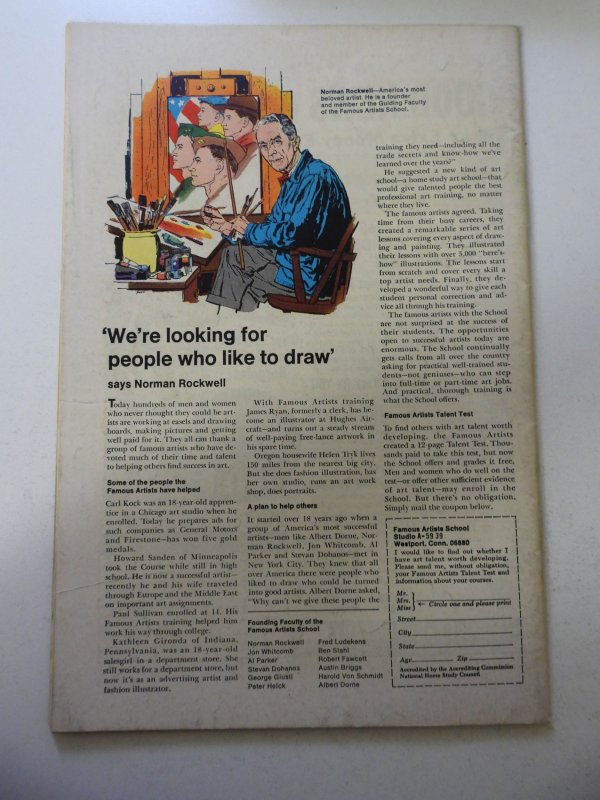 Norman Rockwell—America's most
beloved artist. He is a founder
and member of the Guiding Faculty
of the Famous Artists School.
'We're looking for
people who like to draw'
says Norman Rockwell
Today hundreds of men and women
who never thought they could be art-
ists are working at easels and drawing
boards, making pictures and getting
well paid for it. They all can thank a
group of famous artists who have de-
voted much of their time and talent
to helping others find success in art.
Some of the people the
Famous Artists have helped
Carl Kock was an 18-year-old appren-
tice in a Chicago art studio when he
enrolled. Today he prepares ads for
such companies as General Motors
and Firestone—has won five gold
medals.
Howard Sanden of Minneapolis
took the Course while still in high
school. He is now a successful artist—
recently he and his wife traveled
through Europe and the Middle East
on important art assignments.
Paul Sullivan enrolled at 14. His
Famous Artists training helped him
work his way through college.
Kathleen Gironda of Indiana,
Pennsylvania, was an 18-year-old
salesgirl in a department store. She
still works for a department store, but
now it's as an advertising artist and
fashion illustrator.
With Famous Artists training
James Ryan, formerly a clerk, has be-
come an illustrator at Hughes Air-
craft—and turns out a steady stream
of well-paying free-lance artwork in
his spare time.
Oregon housewife Helen Tryk lives
150 miles from the nearest big city.
But she does fashion illustration, has
her own studio, runs an art work
shop, does portraits.
A plan to help others
It started over 18 years ago when a
group of America's most successful
artists—men like Albert Dorne, Nor-
man Rockwell, Jon Whitcomb, Al
Parker and Stevan Dohanos—met in
New York City. They knew that all
over America there were people who
liked to draw who could be turned
into good artists. Albert Dorne asked,
"Why can't we give these people the
training they need—including all the
trade secrets and know-how we've
learned over the years?"
He suggested a new kind of art
school—a home study art school—that
would give talented people the best
professional art training, no matter
where they live.
The famous artists agreed. Taking
time from their busy careers, they
created a remarkable series of art
lessons covering every aspect of draw-
ing and painting. They illustrated
their lessons with over 5,000 "here's-
how" illustrations. The lessons start
from scratch and cover every skill a
top artist needs. Finally, they de-
veloped a wonderful way to give each
student personal correction and ad-
vice all through his training.
The famous artists with the School
are not surprised at the success of
their students. The opportunities
open to successful artists today are
enormous. The School continually
gets calls from all over the country
asking for practical well-trained stu-
dents—not geniuses—who can step
into full-time or part-time art jobs.
And practical, thorough training is
what the School offers.
Famous Artists Talent Test
To find others with art talent worth
developing, the Famous Artists
created a 12-page Talent Test. Thou-
sands paid to take this test, but now
the School offers and grades it free.
Men and women who do well on the
test—or offer other sufficient evidence
of art talent—may enroll in the
School. But there's no obligation.
Simply mail the coupon below.
Founding Faculty of the
Famous Artists School
Norman Rockwell
Jon Whitcomb
Al Parker
Stevan Dohanos
George Giusti
Peter Helck
Fred Ludekens
Ben Stahl
Robert Fawcett
Austin Briggs
Harold Von Schmidt
Albert Dorne
Famous Artists School
Studio A-5939
Westport, Conn. 06880
I would like to find out whether I
have art talent worth developing.
Please send me, without obligation,
your Famous Artists Talent Test and
information about your courses.
Mr.
Mrs. ← Circle one and please print
Miss
Street
City
State
Age Zip
Accredited by the Accrediting Commission
National Home Study Council